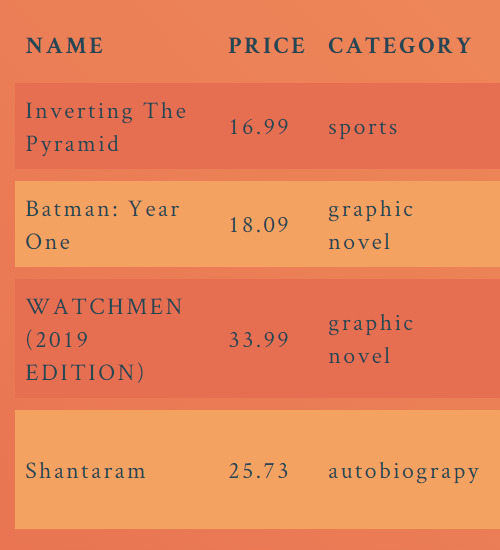 NAME PRICE CATEGORY
Inverting The
Pyramid
16.99
sports
Batman: Year
One
18.09
graphic
novel
WATCHMEN
(2019
EDITION)
33.99
graphic
novel
Shantaram
25.73
autobiograpy